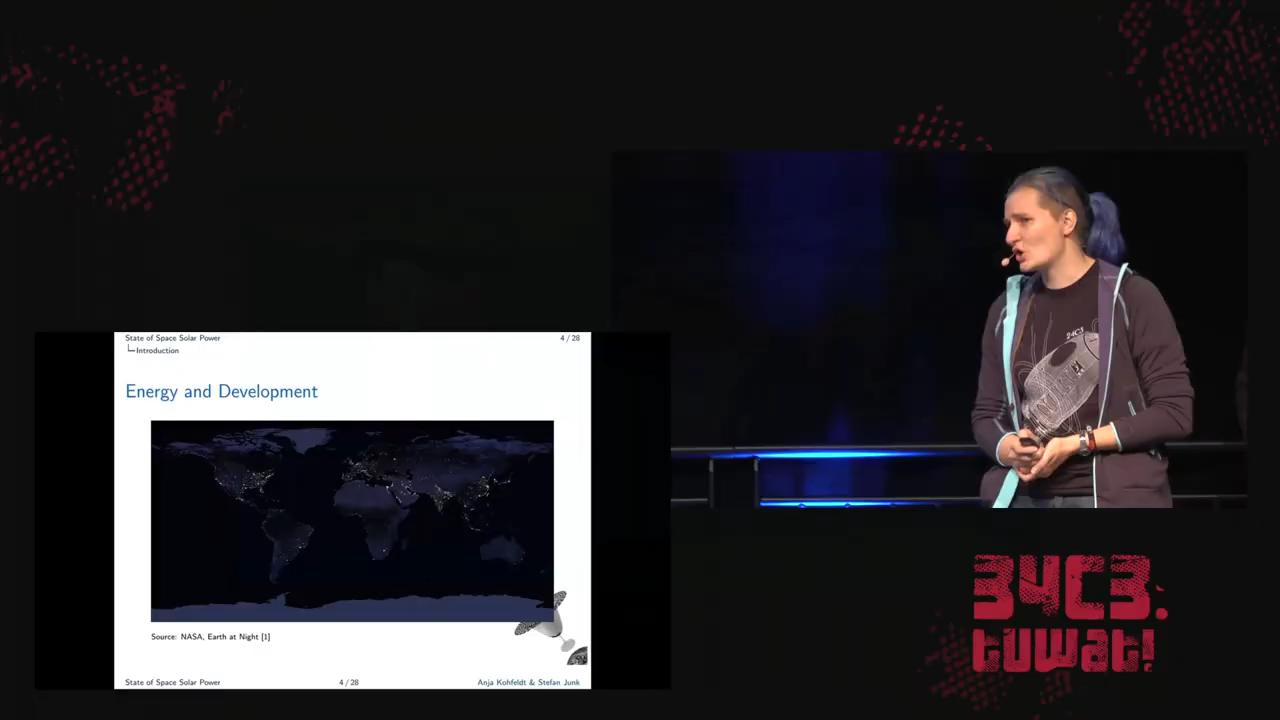 State of Space Solar Power
4 / 28
Introduction
Energy and Development
Source: NASA, Earth at Night [1]
State of Space Solar Power
4 / 28
Anja Kohfeldt & Stefan Junk
34C3
34C3.
tuwat!